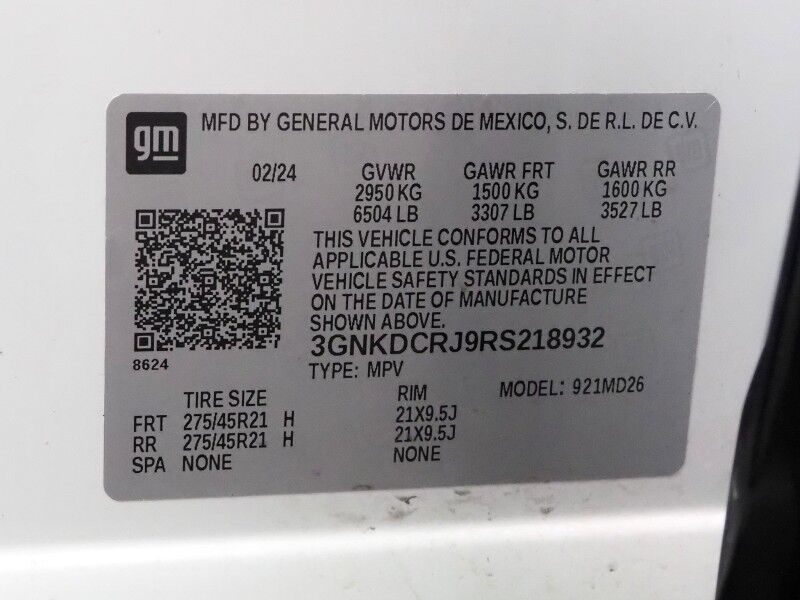 gm MFD BY GENERAL MOTORS DE MEXICO, S. DE R.L. DE C.V.
02/24 GVWR GAWR FRT GAWR RR
2950 KG 1500 KG 1600 KG
6504 LB 3307 LB 3527 LB
THIS VEHICLE CONFORMS TO ALL
APPLICABLE U.S. FEDERAL MOTOR
VEHICLE SAFETY STANDARDS IN EFFECT
ON THE DATE OF MANUFACTURE
SHOWN ABOVE.
3GNKDCRJ9RS218932
8624
TYPE: MPV MODEL: 921MD26
TIRE SIZE RIM
FRT 275/45R21 H 21X9.5J
RR 275/45R21 H 21X9.5J
SPA NONE NONE